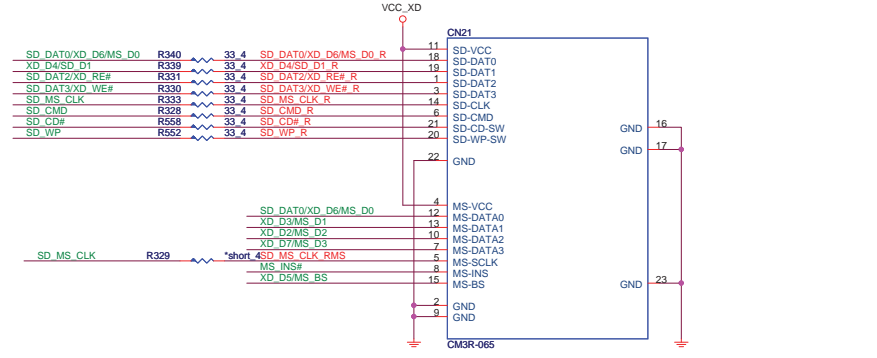 VCC_XD
CN21
11 SD-VCC
SD_DAT0/XD_D6/MS_D0 R340 33_4 SD_DAT0/XD_D6/MS_D0_R 18 SD-DAT0
XD_D4/SD_D1 R339 33_4 XD_D4/SD_D1_R 19 SD-DAT1
SD_DAT2/XD_RE# R331 33_4 SD_DAT2/XD_RE#_R 1 SD-DAT2
SD_DAT3/XD_WE# R330 33_4 SD_DAT3/XD_WE#_R 3 SD-DAT3
SD_MS_CLK R333 33_4 SD_MS_CLK_R 14 SD-CLK
SD_CMD R328 33_4 SD_CMD_R 6 SD-CMD
SD_CD# R558 33_4 SD_CD#_R 21 SD-CD-SW GND 16
SD_WP R552 33_4 SD_WP_R 20 SD-WP-SW
GND 17
22 GND
4 MS-VCC
SD_DAT0/XD_D6/MS_D0 12 MS-DATA0
XD_D3/MS_D1 13 MS-DATA1
XD_D2/MS_D2 10 MS-DATA2
XD_D7/MS_D3 7 MS-DATA3
SD_MS_CLK R329 *short_4 SD_MS_CLK_RMS 5 MS-SCLK
MS_INS# 8 MS-INS
XD_D5/MS_BS 15 MS-BS GND 23
2 GND
9 GND
CM3R-065